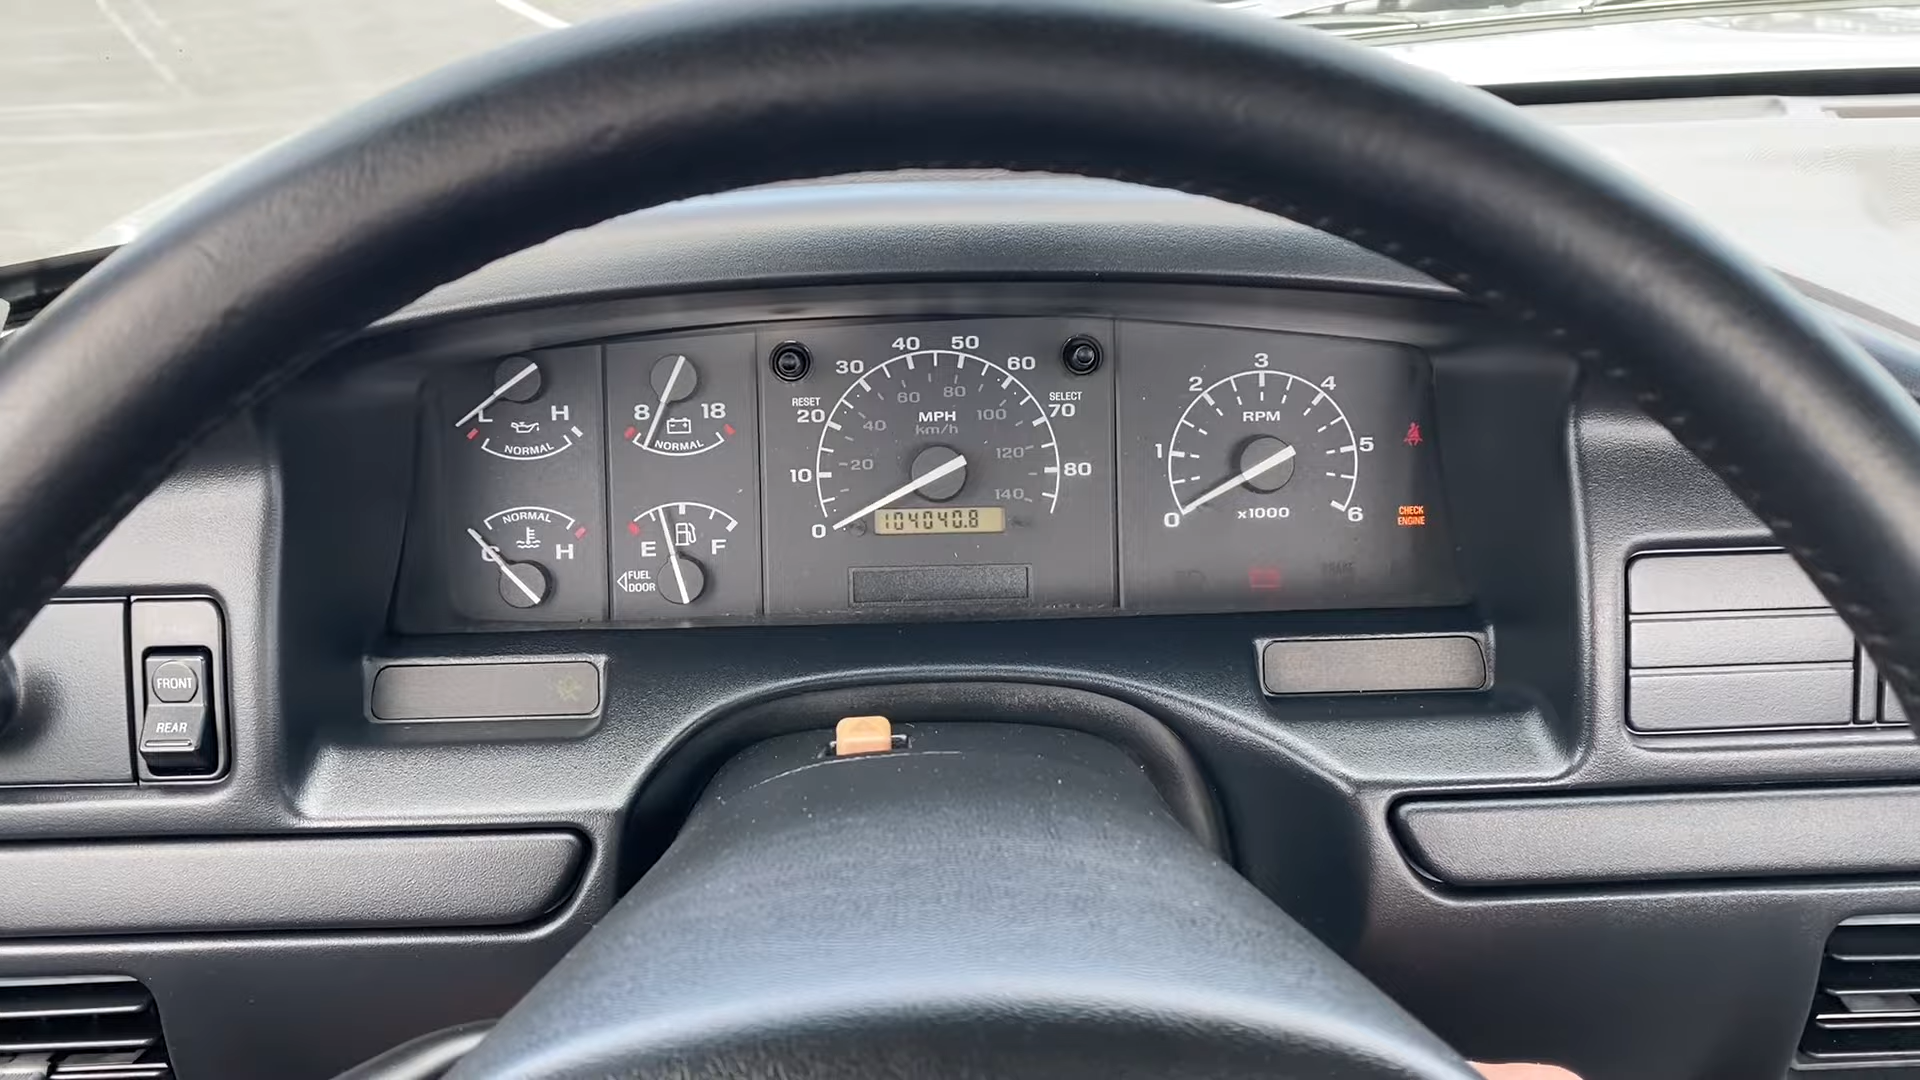 L H
NORMAL
8 18
NORMAL
NORMAL
C H
E F
FUEL
DOOR
RESET
SELECT
0 10 20 30 40 50 60 70 80
MPH
km/h
20 40 60 80 100 120 140
104040.8
0 1 2 3 4 5 6
RPM
x1000
CHECK
ENGINE
BRAKE
FRONT
REAR